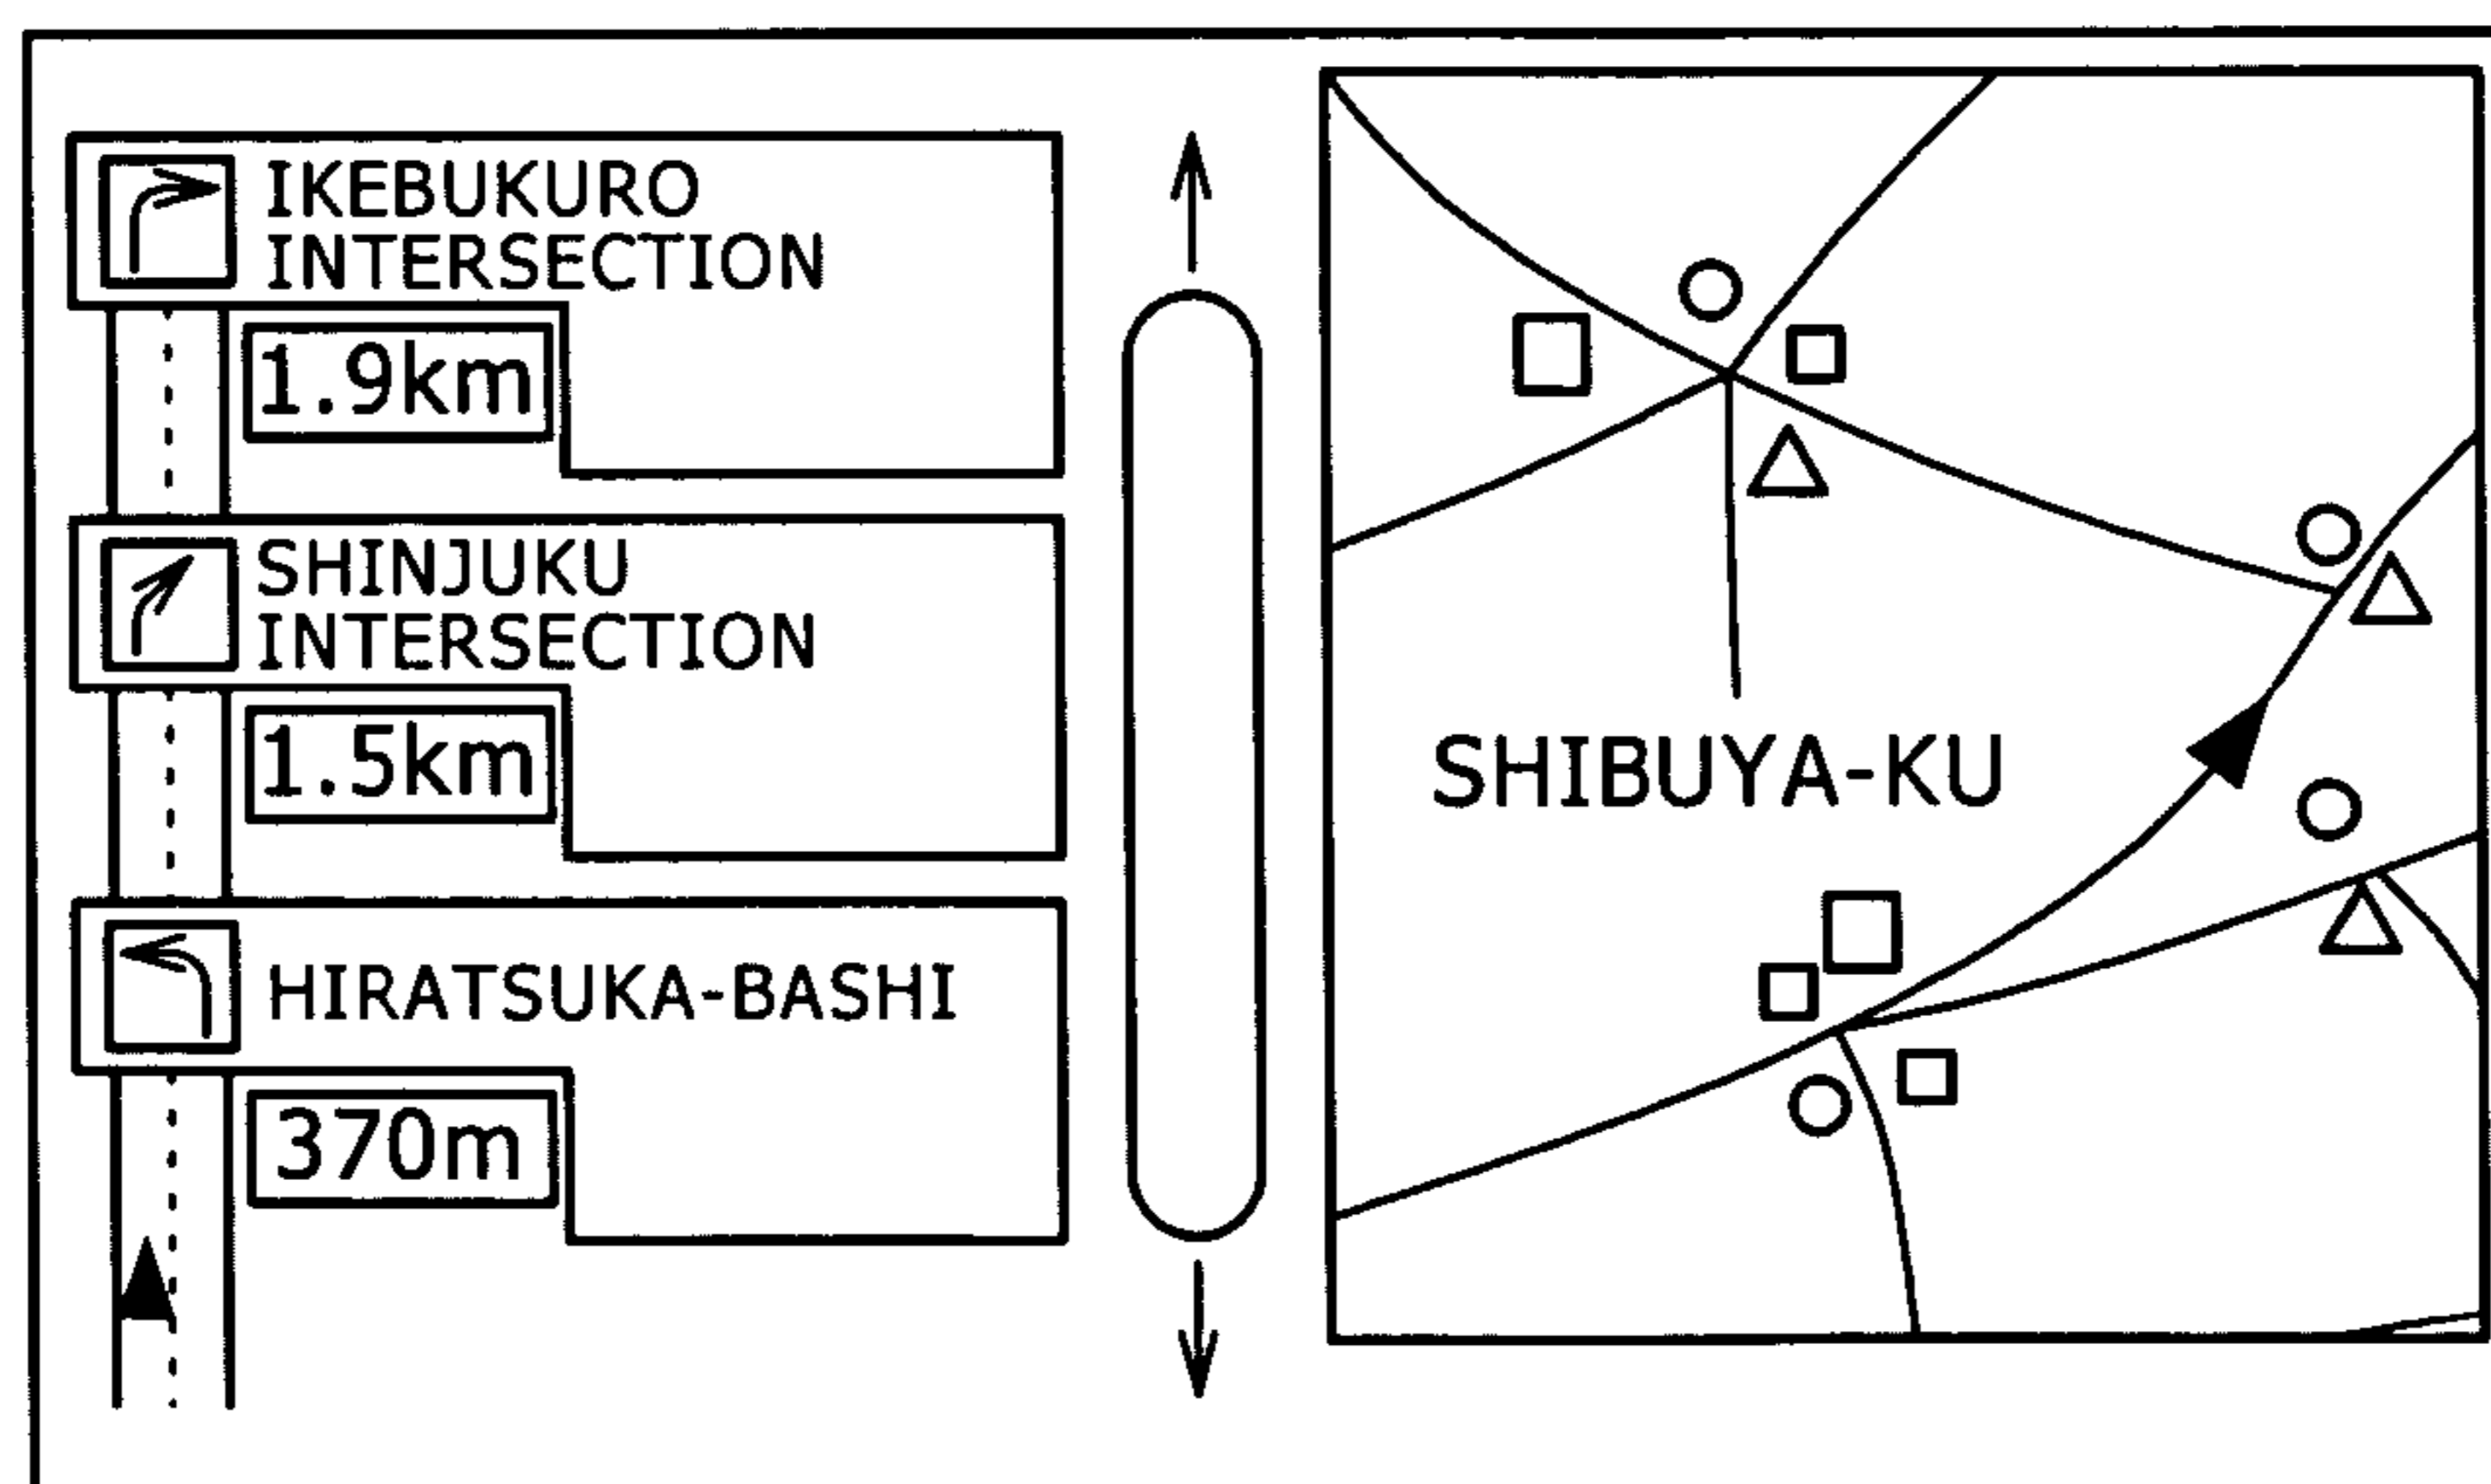 IKEBUKURO
INTERSECTION
1.9km
SHINJUKU
INTERSECTION
1.5km
HIRATSUKA-BASHI
370m
SHIBUYA-KU